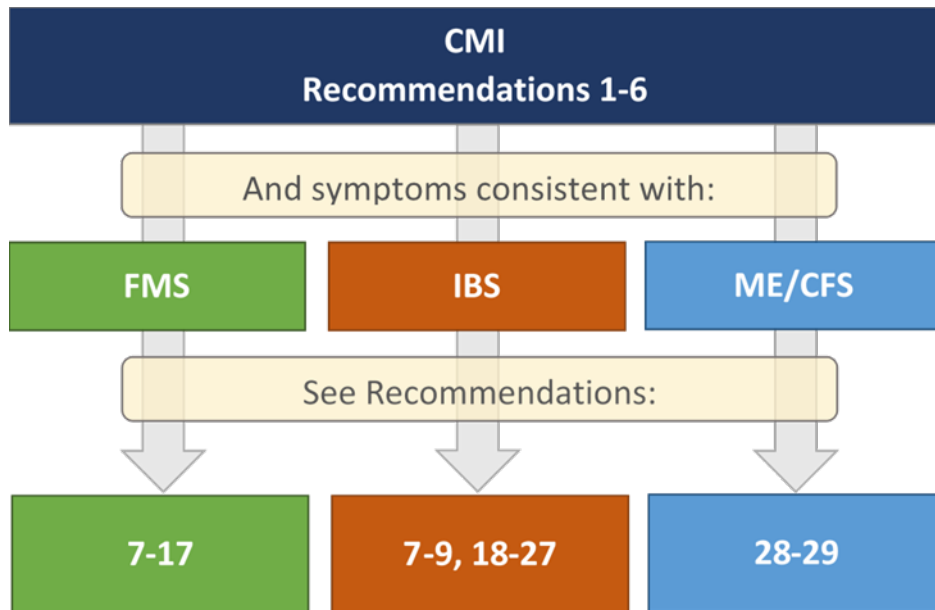 CMI
Recommendations 1-6
And symptoms consistent with:
FMS
IBS
ME/CFS
See Recommendations:
7-17
7-9, 18-27
28-29